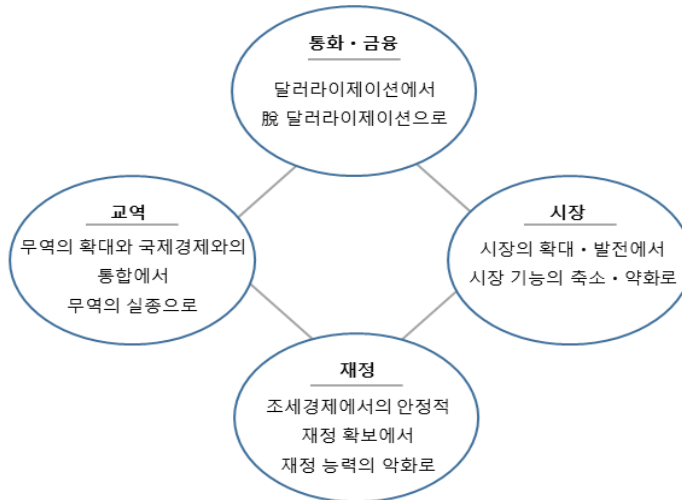 통화・금융
달러라이제이션에서
脫 달러라이제이션으로
교역
무역의 확대와 국제경제와의
통합에서
무역의 실종으로
시장
시장의 확대・발전에서
시장 기능의 축소・약화로
재정
조세경제에서의 안정적
재정 확보에서
재정 능력의 악화로